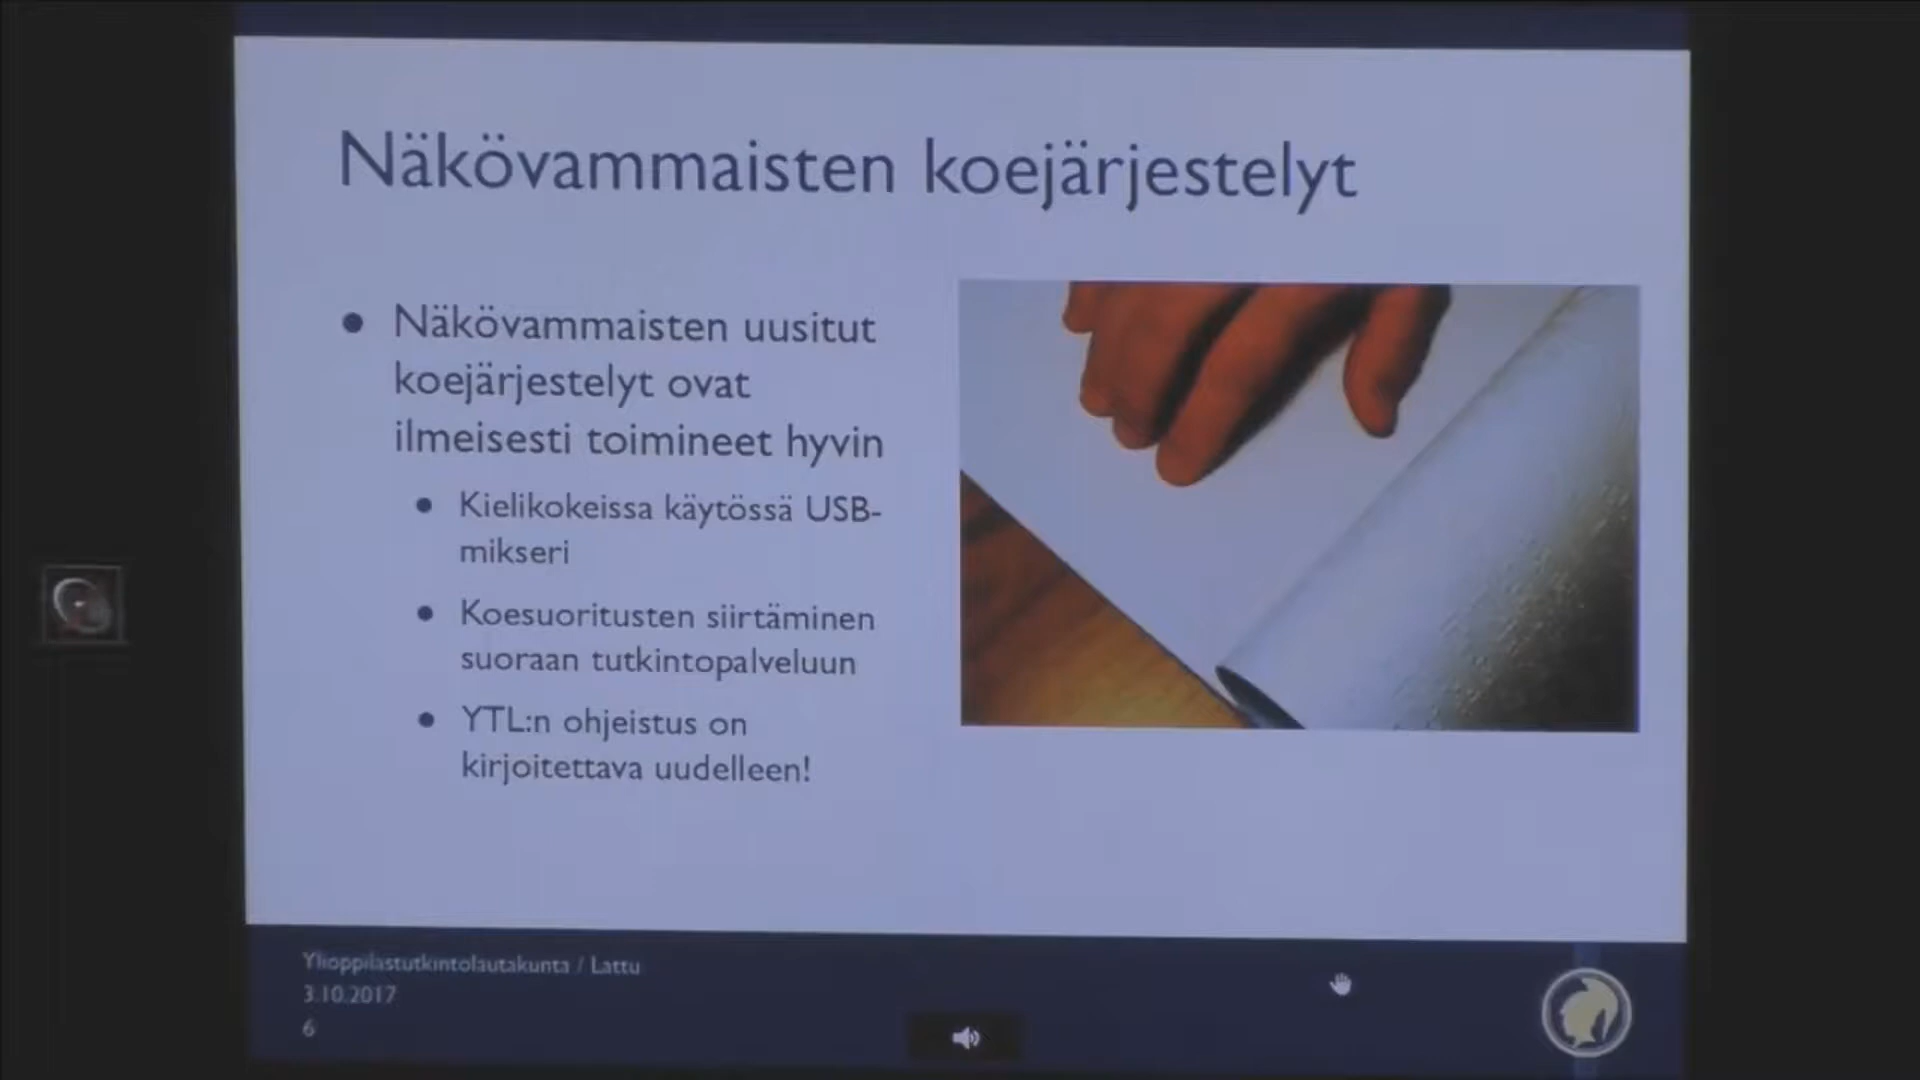 Näkövammaisten koejärjestelyt
Näkövammaisten uusitut
koejärjestelyt ovat
ilmeisesti toimineet hyvin
Kielikokeissa käytössä USB-
mikseri
Koesuoritusten siirtäminen
suoraan tutkintopalveluun
YTL:n ohjeistus on
kirjoitettava uudelleen!
Ylioppilastutkintolautakunta / Lattu
3.10.2017
6